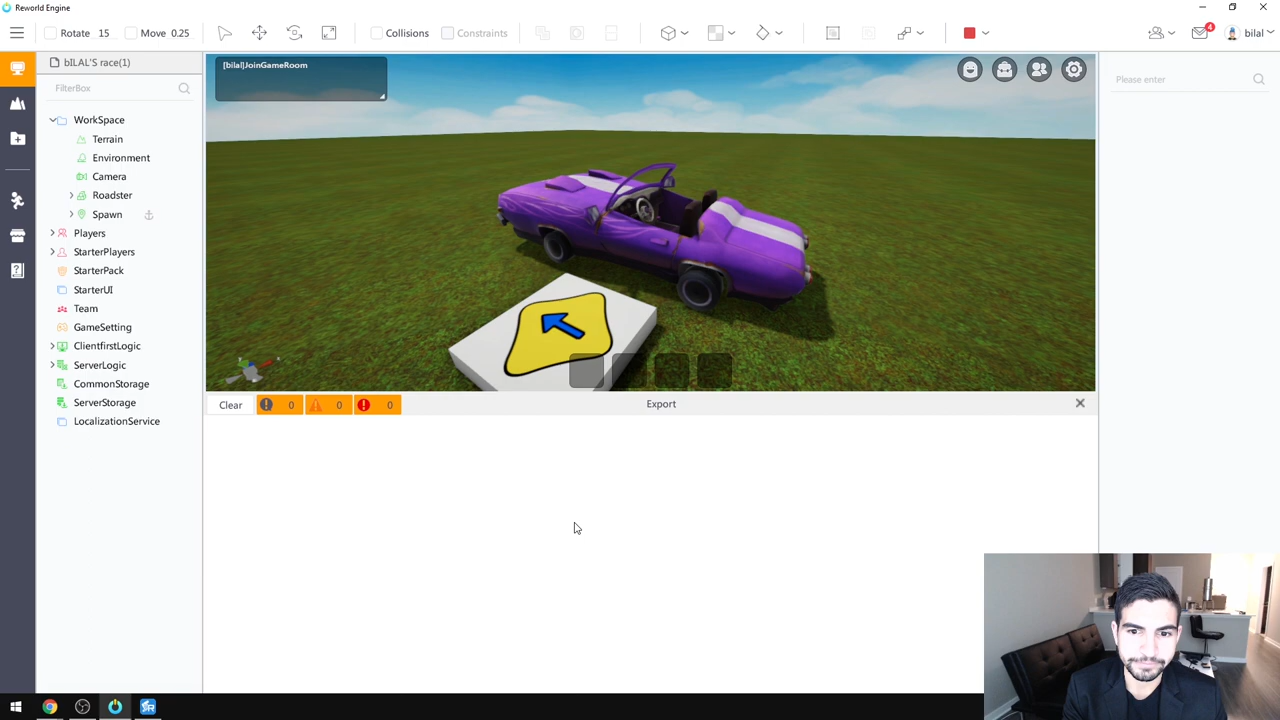 Reworld Engine
Rotate 15 Move 0.25 Collisions Constraints 4 bilal
bILAL'S race(1)
FilterBox
WorkSpace
Terrain
Environment
Camera
Roadster
Spawn
Players
StarterPlayers
StarterPack
StarterUI
Team
GameSetting
ClientfirstLogic
ServerLogic
CommonStorage
ServerStorage
LocalizationService
[bilal]JoinGameRoom
Clear 0 0 0 Export
Please enter